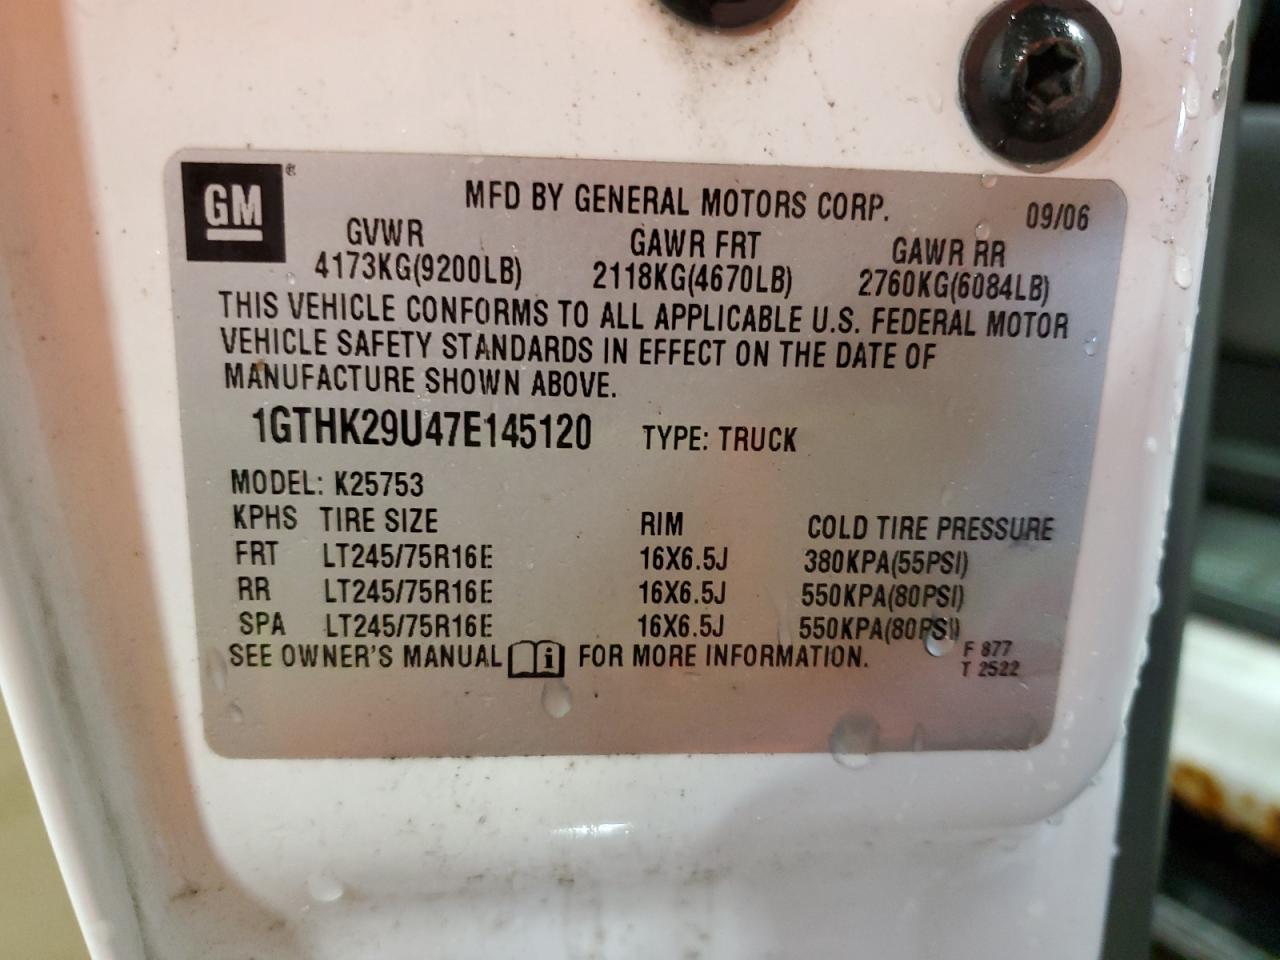 GM®
MFD BY GENERAL MOTORS CORP.
09/06
GVWR GAWR FRT GAWR RR
4173KG(9200LB) 2118KG(4670LB) 2760KG(6084LB)
THIS VEHICLE CONFORMS TO ALL APPLICABLE U.S. FEDERAL MOTOR
VEHICLE SAFETY STANDARDS IN EFFECT ON THE DATE OF
MANUFACTURE SHOWN ABOVE.
1GTHK29U47E145120 TYPE: TRUCK
MODEL: K25753
KPHS TIRE SIZE RIM COLD TIRE PRESSURE
FRT LT245/75R16E 16X6.5J 380KPA(55PSI)
RR LT245/75R16E 16X6.5J 550KPA(80PSI)
SPA LT245/75R16E 16X6.5J 550KPA(80PSI)
SEE OWNER'S MANUAL i FOR MORE INFORMATION.
F 877
T 2522